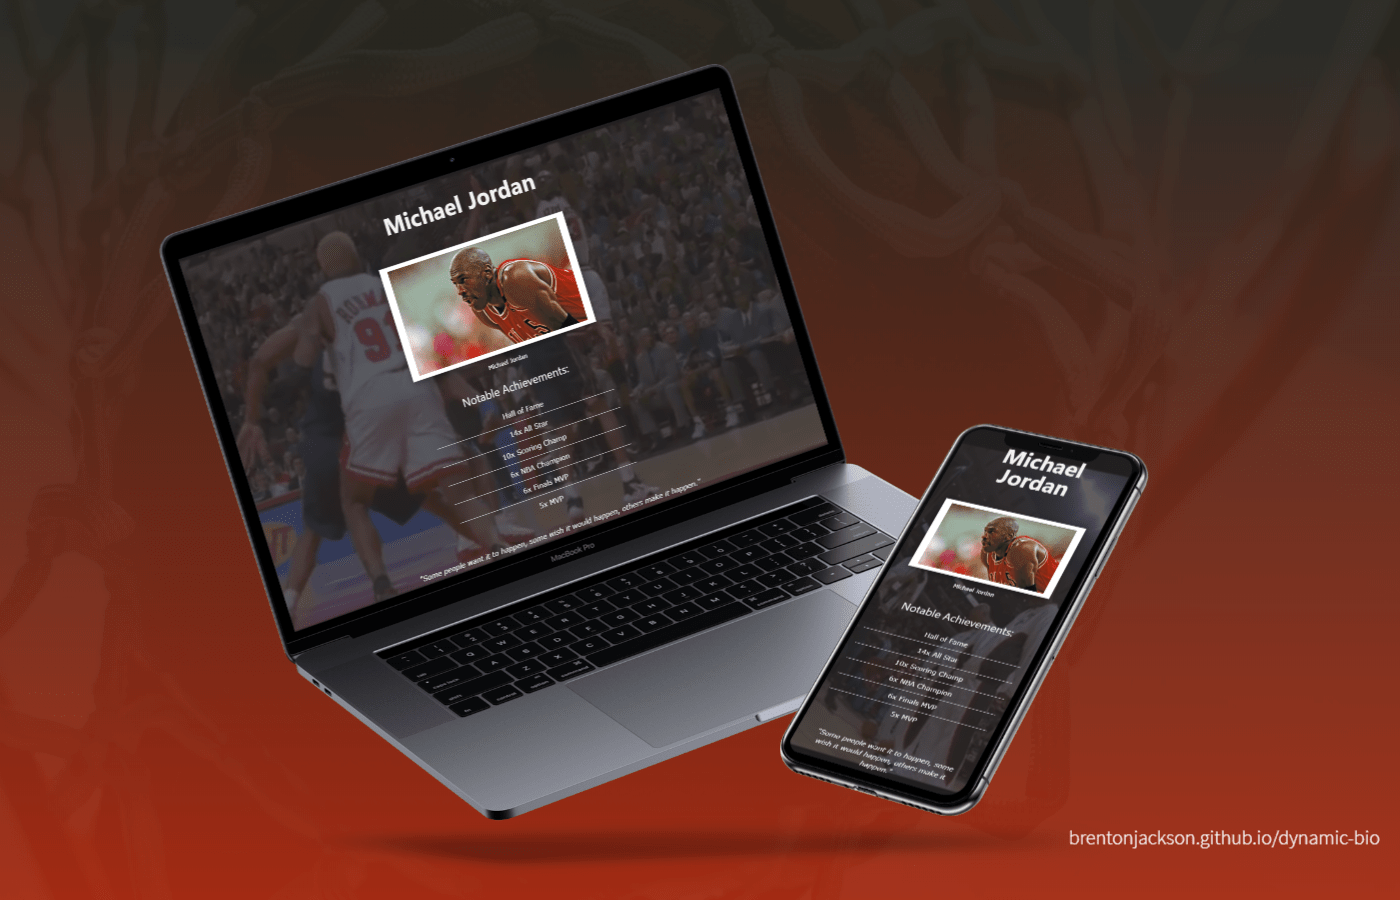 Michael Jordan
RODMAN
91
Michael Jordan
Notable Achievements:
Hall of Fame
14x All Star
10x Scoring Champ
6x NBA Champion
6x Finals MVP
5x MVP
"Some people want it to happen, some wish it would happen, others make it happen."
MacBook Pro
Michael
Jordan
Michael Jordan
Notable Achievements:
Hall of Fame
14x All Star
10x Scoring Champ
6x NBA Champion
6x Finals MVP
5x MVP
"Some people want it to happen, some
wish it would happen, others make it
happen."
brentonjackson.github.io/dynamic-bio